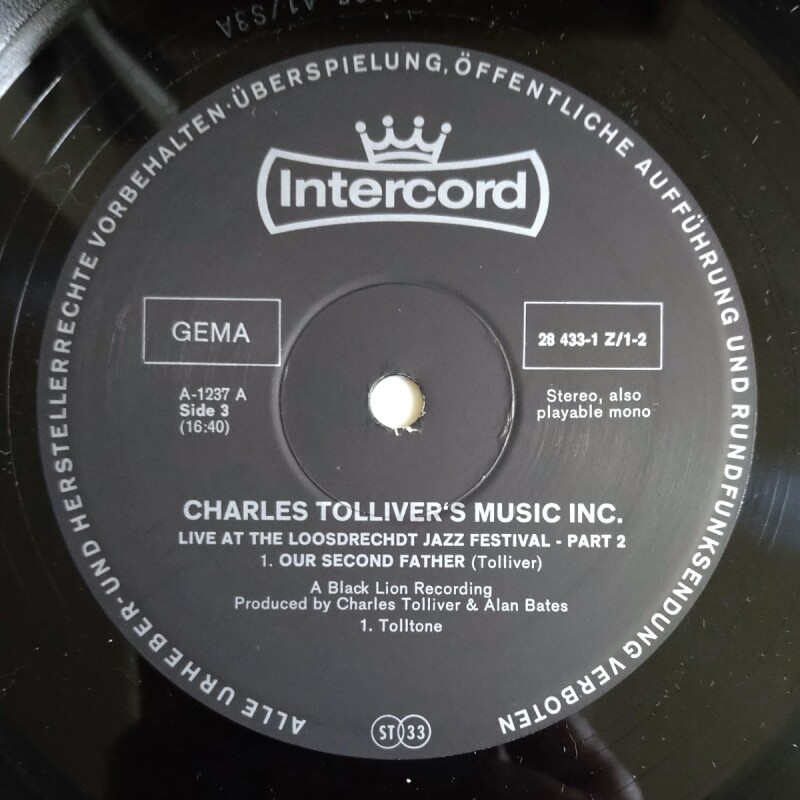 A1/S3A
ALLE URHEBER- UND HERSTELLERRECHTE VORBEHALTEN·ÜBERSPIELUNG, ÖFFENTLICHE AUFFÜHRUNG UND RUNDFUNKSENDUNG VERBOTEN
Intercord
GEMA
28 433-1 Z/1-2
A-1237 A
Side 3
(16:40)
Stereo, also
playable mono
CHARLES TOLLIVER'S MUSIC INC.
LIVE AT THE LOOSDRECHDT JAZZ FESTIVAL - PART 2
1. OUR SECOND FATHER (Tolliver)
A Black Lion Recording
Produced by Charles Tolliver & Alan Bates
1. Tolltone
ST 33